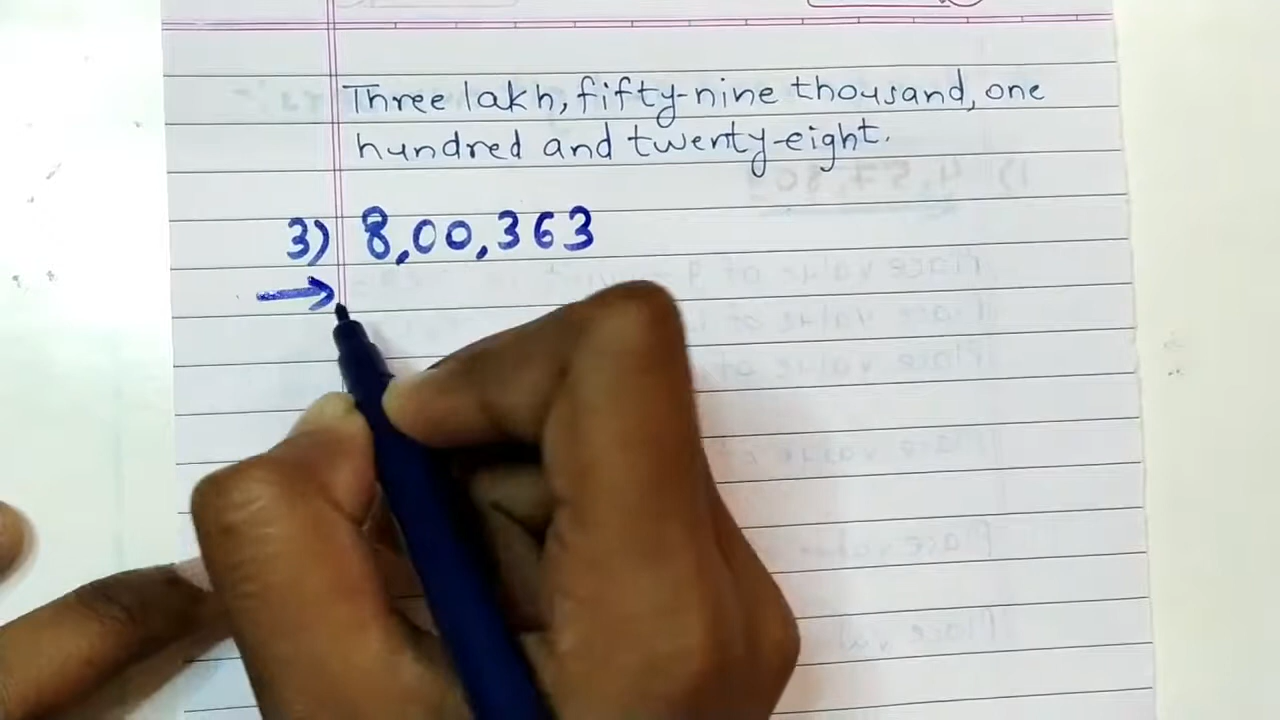 Three lakh, fifty-nine thousand, one
hundred and twenty-eight.
3) 8,00,363
→